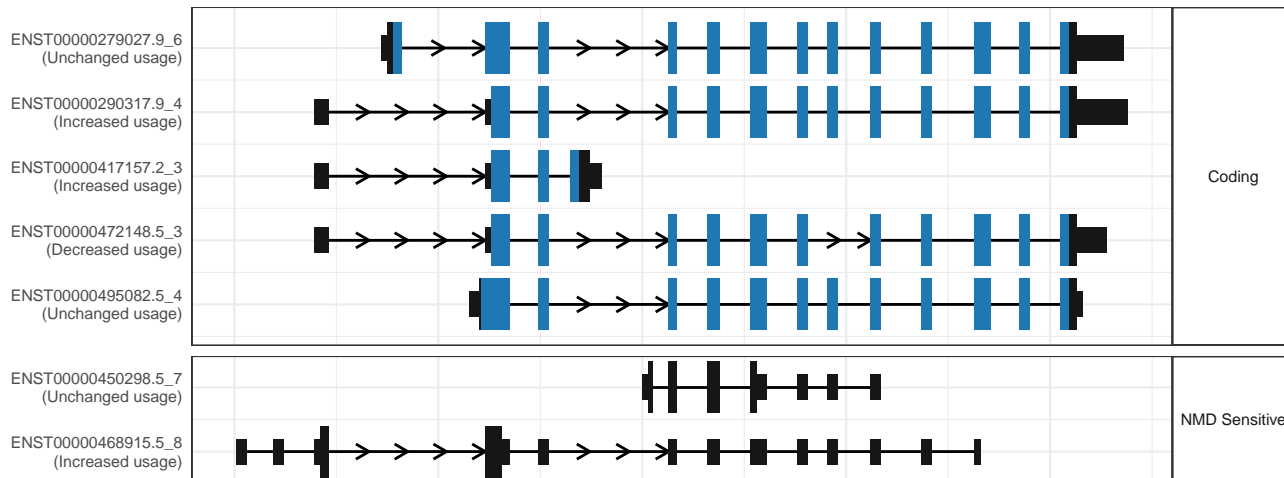 ENST00000279027.9_6
(Unchanged usage)
ENST00000290317.9_4
(Increased usage)
ENST00000417157.2_3
(Increased usage)
ENST00000472148.5_3
(Decreased usage)
ENST00000495082.5_4
(Unchanged usage)
Coding
ENST00000450298.5_7
(Unchanged usage)
ENST00000468915.5_8
(Increased usage)
NMD Sensitive